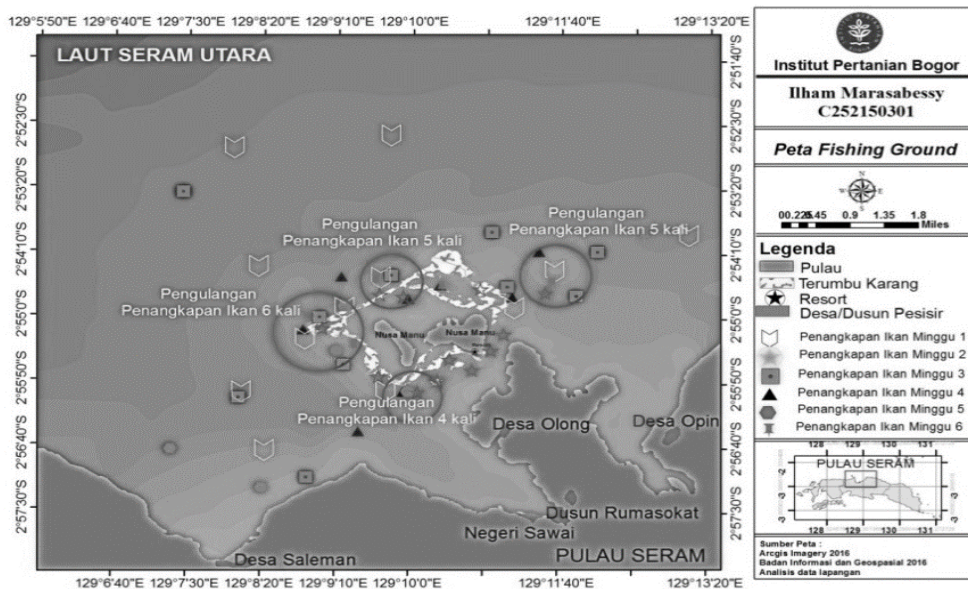 129°5'50"E 129°6'40"E 129°7'30"E 129°8'20"E 129°9'10"E 129°10'0"E 129°11'40"E 129°13'20"E
LAUT SERAM UTARA
2°51'40"S
2°52'30"S 2°52'30"S
2°53'20"S 2°53'20"S
2°54'10"S 2°54'10"S
2°55'0"S 2°55'0"S
2°55'50"S 2°55'50"S
2°56'40"S 2°56'40"S
2°57'30"S 2°57'30"S
Pengulangan
Penangkapan Ikan 5 kali
Pengulangan
Penangkapan Ikan 5 kali
Pengulangan
Penangkapan Ikan 6 kali
Nusa Manu
Nusa Manu
Pengulangan
Penangkapan Ikan 4 kali
Desa Olong
Desa Opin
Dusun Rumasokat
Negeri Sawai
Desa Saleman
PULAU SERAM
129°6'40"E 129°7'30"E 129°8'20"E 129°9'10"E 129°10'0"E 129°11'40"E 129°13'20"E
Institut Pertanian Bogor
Ilham Marasabessy
C252150301
Peta Fishing Ground
N
W E
S
00.225 0.45 0.9 1.35 1.8
Miles
Legenda
Pulau
Terumbu Karang
Resort
Desa/Dusun Pesisir
Penangkapan Ikan Minggu 1
Penangkapan Ikan Minggu 2
Penangkapan Ikan Minggu 3
Penangkapan Ikan Minggu 4
Penangkapan Ikan Minggu 5
Penangkapan Ikan Minggu 6
128 129 130 131
PULAU SERAM
-2 -2
-3 -3
128 129 130 131
Sumber Peta :
Arcgis Imagery 2016
Badan Informasi dan Geospasial 2016
Analisis data lapangan